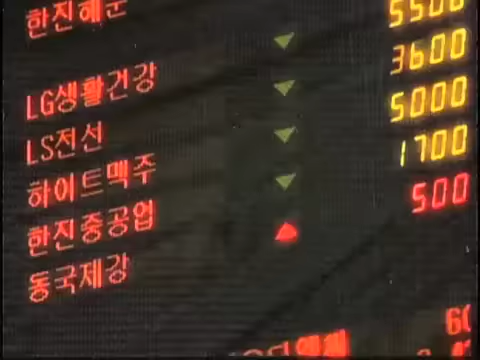 한진해운
LG생활건강 ▼ 5500
LS전선 ▼ 3600
하이트맥주 ▼ 5000
한진중공업 ▼ 1700
동국제강 ▲ 500